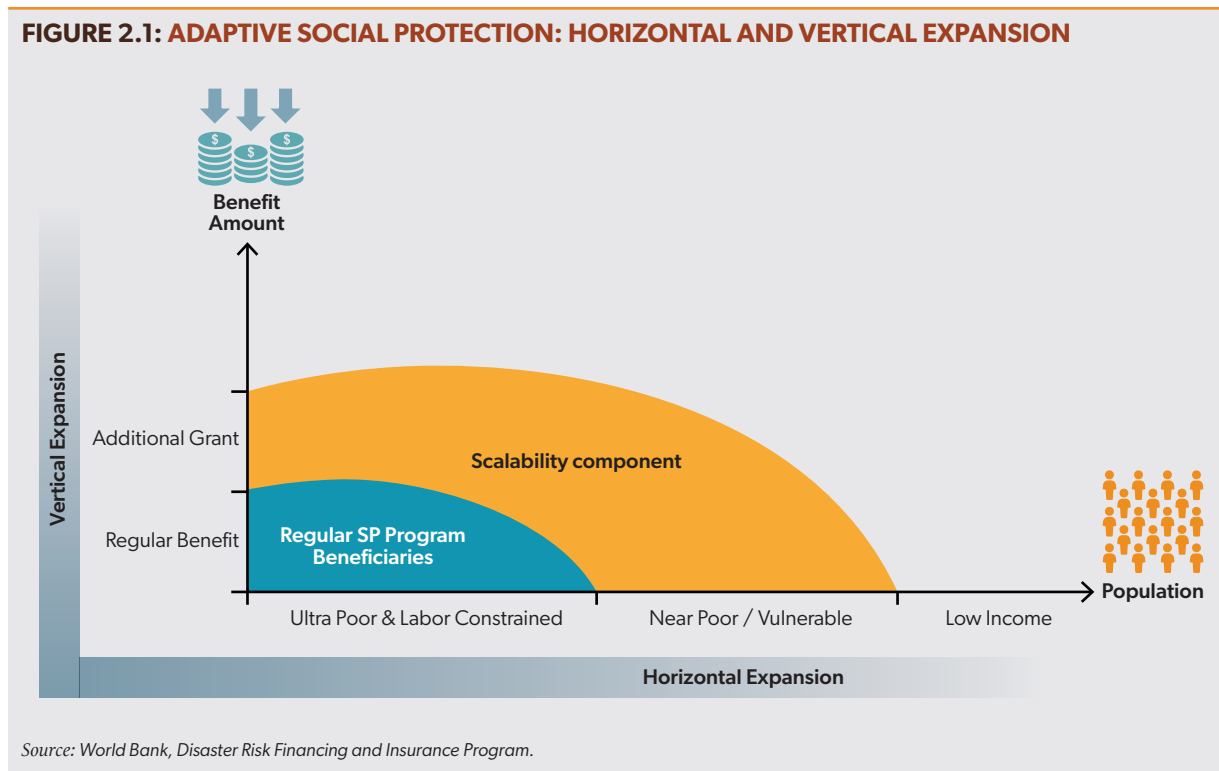 FIGURE 2.1: ADAPTIVE SOCIAL PROTECTION: HORIZONTAL AND VERTICAL EXPANSION
$ $ $
Benefit
Amount
Vertical Expansion
Additional Grant
Scalability component
Regular Benefit
Regular SP Program
Beneficiaries
Population
Ultra Poor & Labor Constrained
Near Poor / Vulnerable
Low Income
Horizontal Expansion
Source: World Bank, Disaster Risk Financing and Insurance Program.